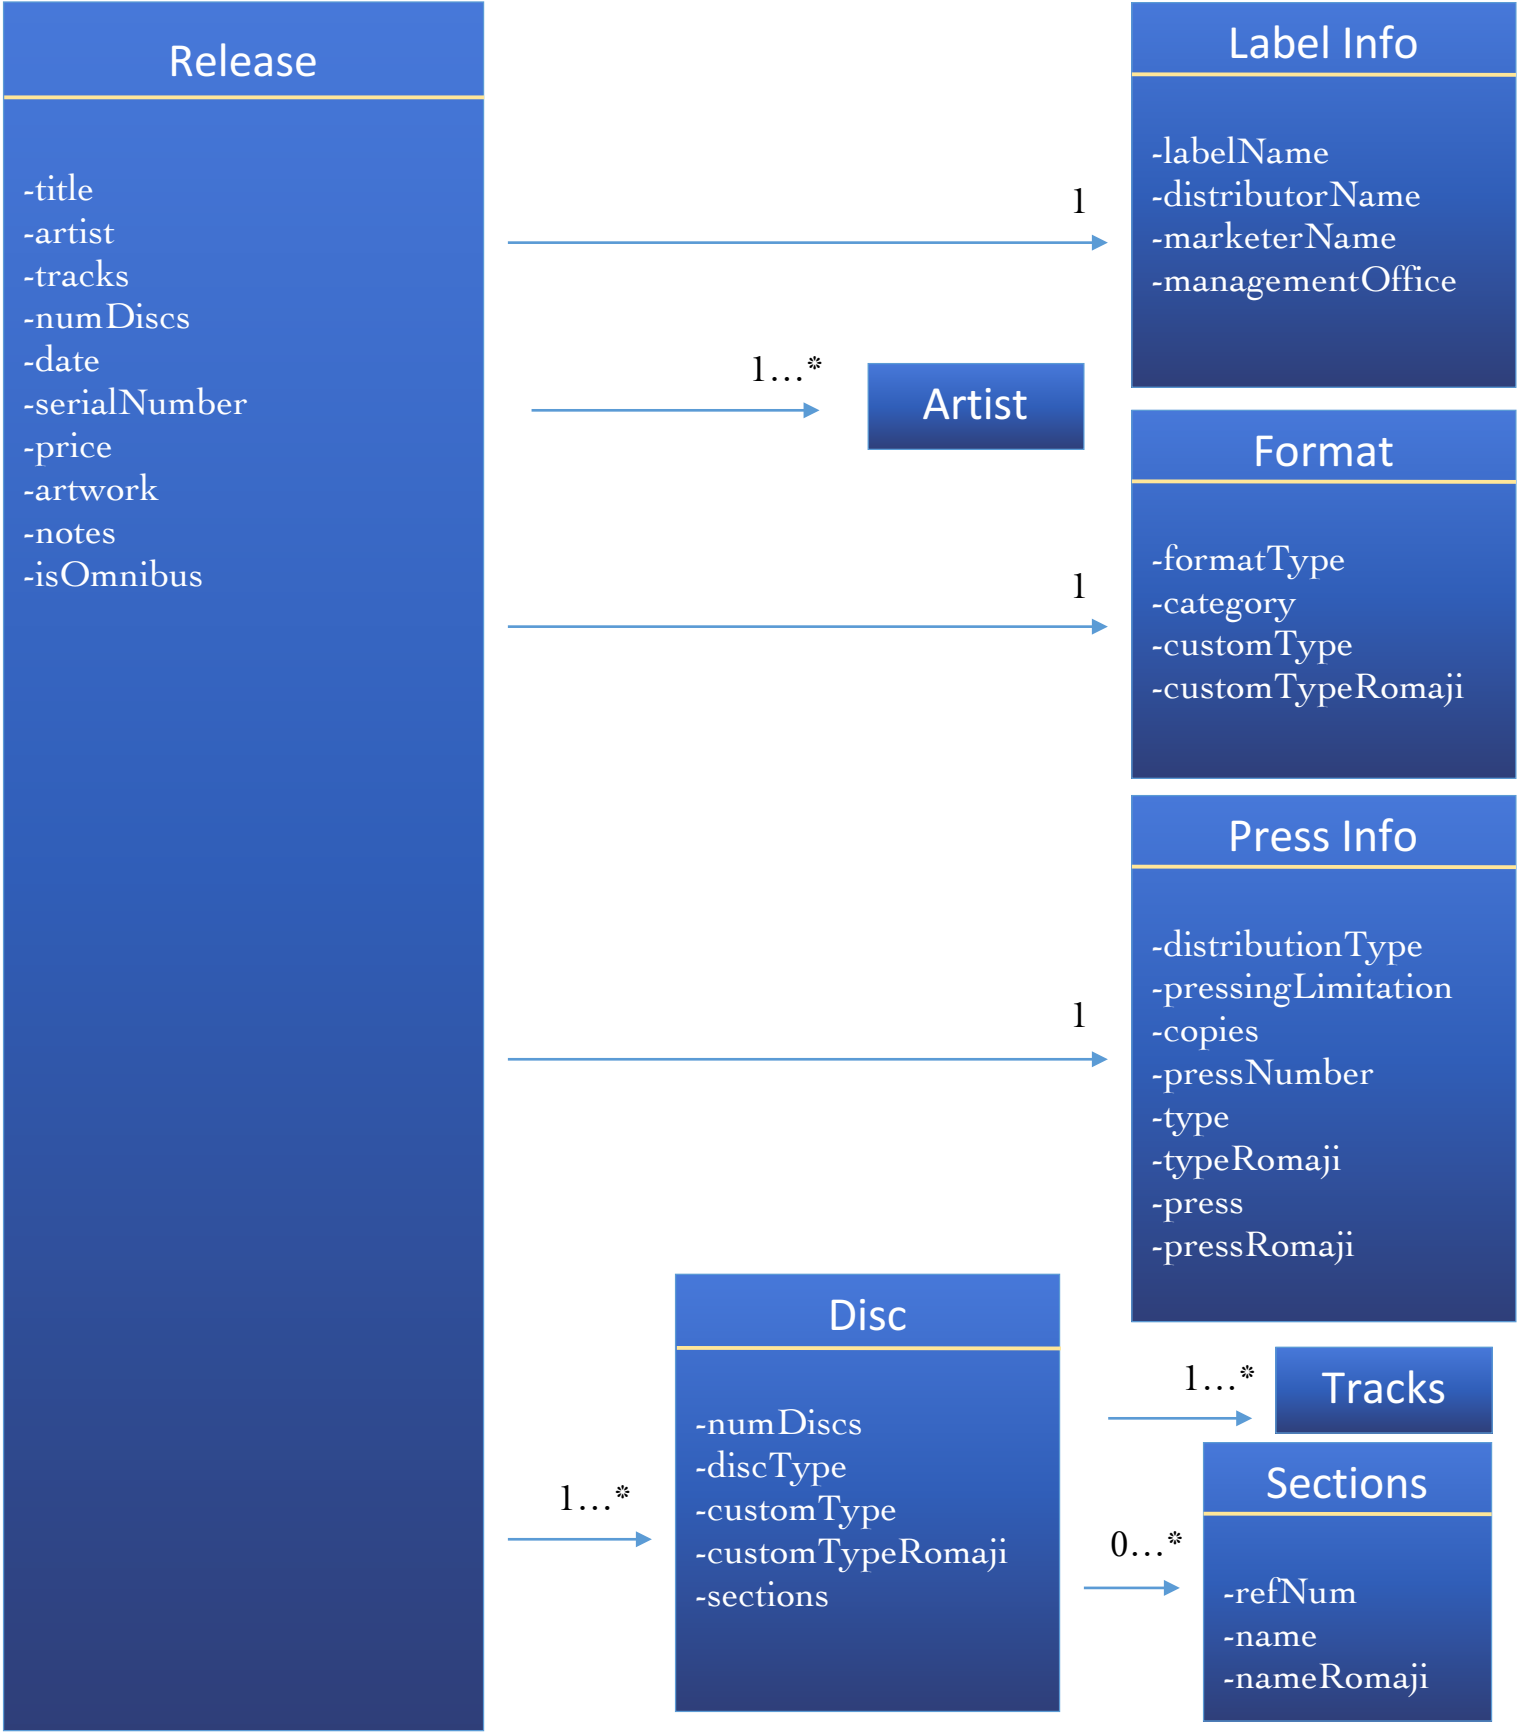 Release
-title
-artist
-tracks
-numDiscs
-date
-serialNumber
-price
-artwork
-notes
-isOmnibus
1
Label Info
-labelName
-distributorName
-marketerName
-managementOffice
1...*
Artist
1
Format
-formatType
-category
-customType
-customTypeRomaji
1
Press Info
-distributionType
-pressingLimitation
-copies
-pressNumber
-type
-typeRomaji
-press
-pressRomaji
1...*
Disc
-numDiscs
-discType
-customType
-customTypeRomaji
-sections
1...*
Tracks
0...*
Sections
-refNum
-name
-nameRomaji